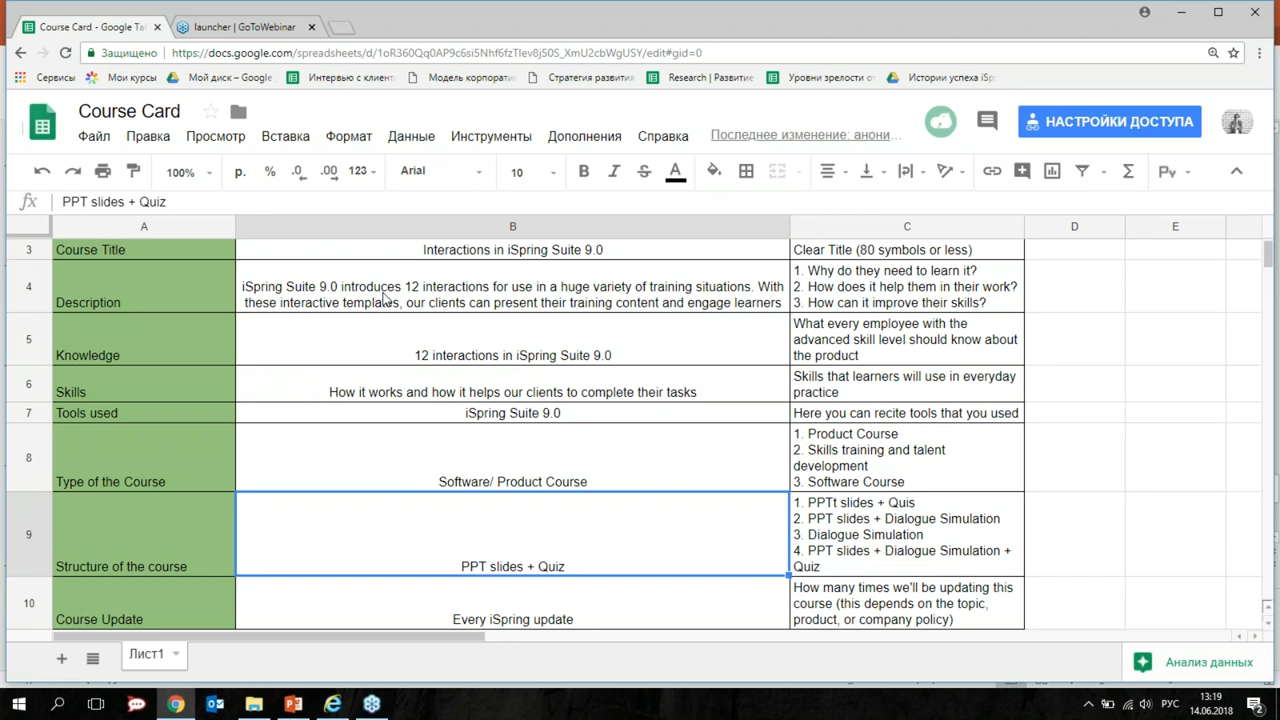 Course Card - Google Таб
launcher | GoToWebinar
Защищено
https://docs.google.com/spreadsheets/d/1oR360Qq0AP9c6si5Nhf6fzTIev8j50S_XmU2cbWgUSY/edit#gid=0
Сервисы
Мои курсы
Мой диск – Google
Интервью с клиент
Модель корпорати
Стратегия развития
Research | Развитие
Уровни зрелости от
Истории успеха iSp
Course Card
Файл Правка Просмотр Вставка Формат Данные Инструменты Дополнения Справка
Последнее изменение: анони…
НАСТРОЙКИ ДОСТУПА
100% р. % .0 .00 123 Arial 10 B I S A Σ
fx PPT slides + Quiz
A B C D E
3 Course Title
Interactions in iSpring Suite 9.0
Clear Title (80 symbols or less)
4 Description
iSpring Suite 9.0 introduces 12 interactions for use in a huge variety of training situations. With
these interactive templates, our clients can present their training content and engage learners
1. Why do they need to learn it?
2. How does it help them in their work?
3. How can it improve their skills?
5 Knowledge
12 interactions in iSpring Suite 9.0
What every employee with the
advanced skill level should know about
the product
6 Skills
How it works and how it helps our clients to complete their tasks
Skills that learners will use in everyday
practice
7 Tools used
iSpring Suite 9.0
Here you can recite tools that you used
8 Type of the Course
Software/ Product Course
1. Product Course
2. Skills training and talent
development
3. Software Course
9 Structure of the course
PPT slides + Quiz
1. PPTt slides + Quis
2. PPT slides + Dialogue Simulation
3. Dialogue Simulation
4. PPT slides + Dialogue Simulation +
Quiz
10 Course Update
Every iSpring update
How many times we'll be updating this
course (this depends on the topic,
product, or company policy)
Лист1
Анализ данных
РУС
13:19
14.06.2018
2